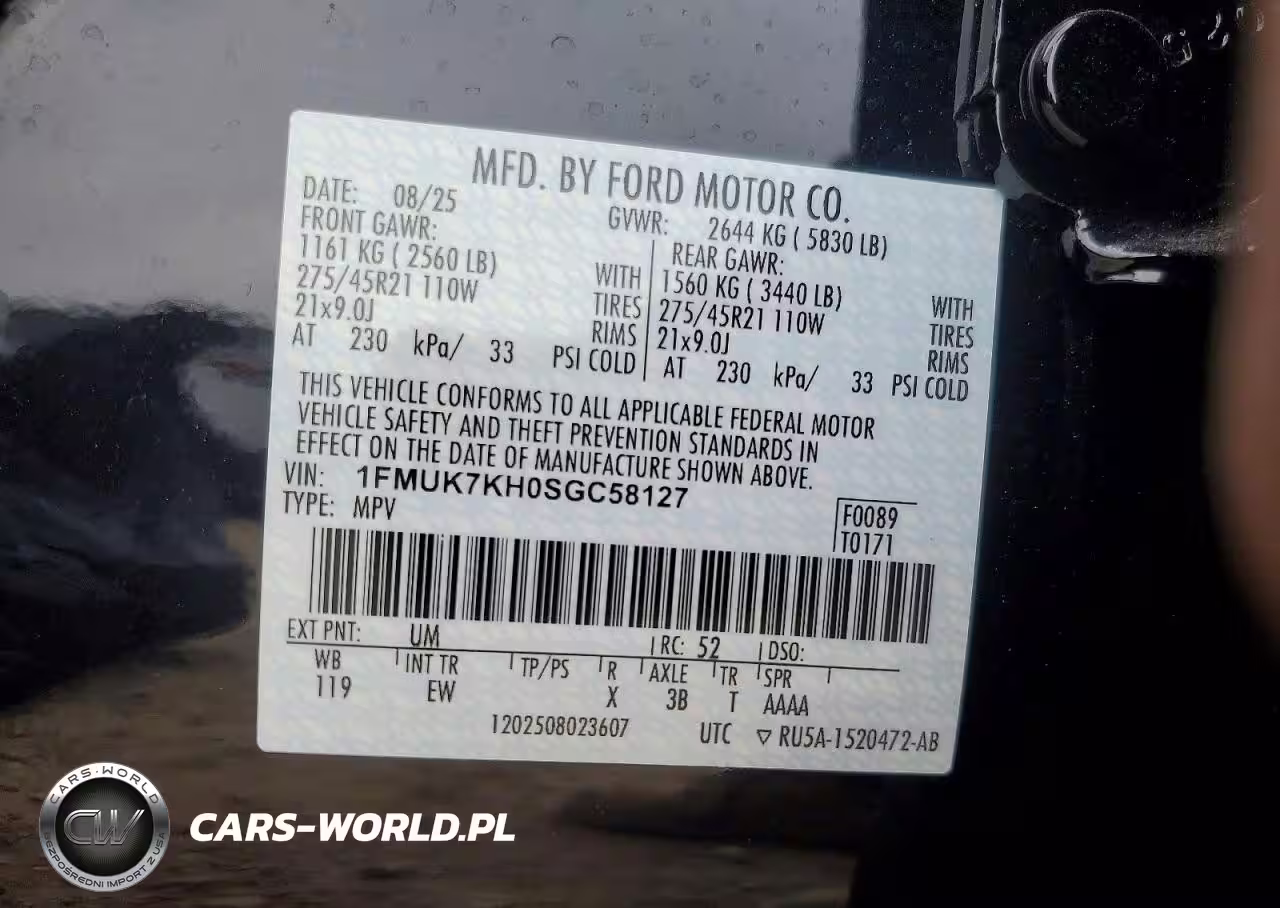 MFD. BY FORD MOTOR CO.
DATE: 08/25 GVWR: 2644 KG ( 5830 LB)
FRONT GAWR: REAR GAWR:
1161 KG ( 2560 LB) WITH 1560 KG ( 3440 LB) WITH
275/45R21 110W TIRES 275/45R21 110W TIRES
21x9.0J RIMS 21x9.0J RIMS
AT 230 kPa/ 33 PSI COLD AT 230 kPa/ 33 PSI COLD
THIS VEHICLE CONFORMS TO ALL APPLICABLE FEDERAL MOTOR
VEHICLE SAFETY AND THEFT PREVENTION STANDARDS IN
EFFECT ON THE DATE OF MANUFACTURE SHOWN ABOVE.
VIN: 1FMUK7KH0SGC58127
TYPE: MPV
F0089
T0171
EXT PNT: UM RC: 52 DSO:
WB INT TR TP/PS R AXLE TR SPR
119 EW X 3B T AAAA
1202508023607 UTC ▽ RU5A-1520472-AB
CARS-WORLD
CW
BEZPOŚREDNI IMPORT Z USA
CARS-WORLD.PL